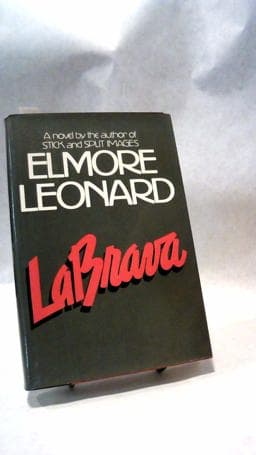 A novel by the author of
STICK and SPLIT IMAGES
ELMORE
LEONARD
LaBrava